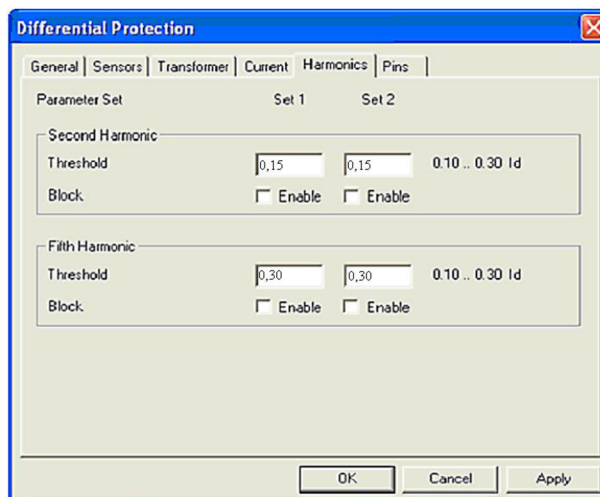 Differential Protection
General Sensors Transformer Current Harmonics Pins
Parameter Set Set 1 Set 2
Second Harmonic
Threshold 0,15 0,15 0.10 .. 0.30 Id
Block Enable Enable
Fifth Harmonic
Threshold 0,30 0,30 0.10 .. 0.30 Id
Block Enable Enable
OK Cancel Apply